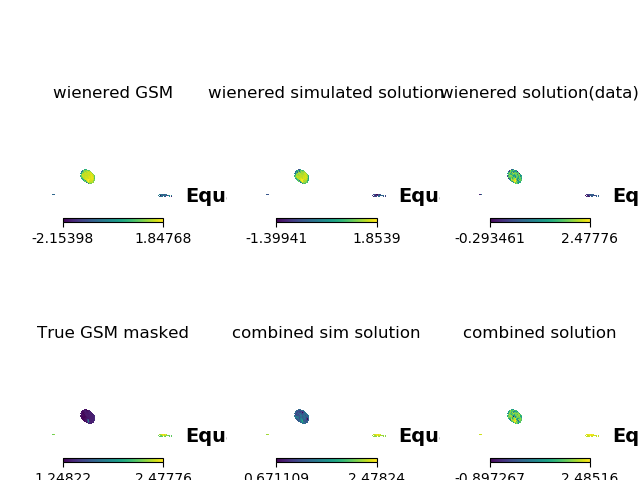 wienered GSM wienered simulated solution wienered solution(data)
Equ Equ Eq
-2.15398 1.84768 -1.39941 1.8539 -0.293461 2.47776
True GSM masked combined sim solution combined solution
Equ Equ Eq
1.24822 2.47776 0.671109 2.47824 -0.897267 2.48516